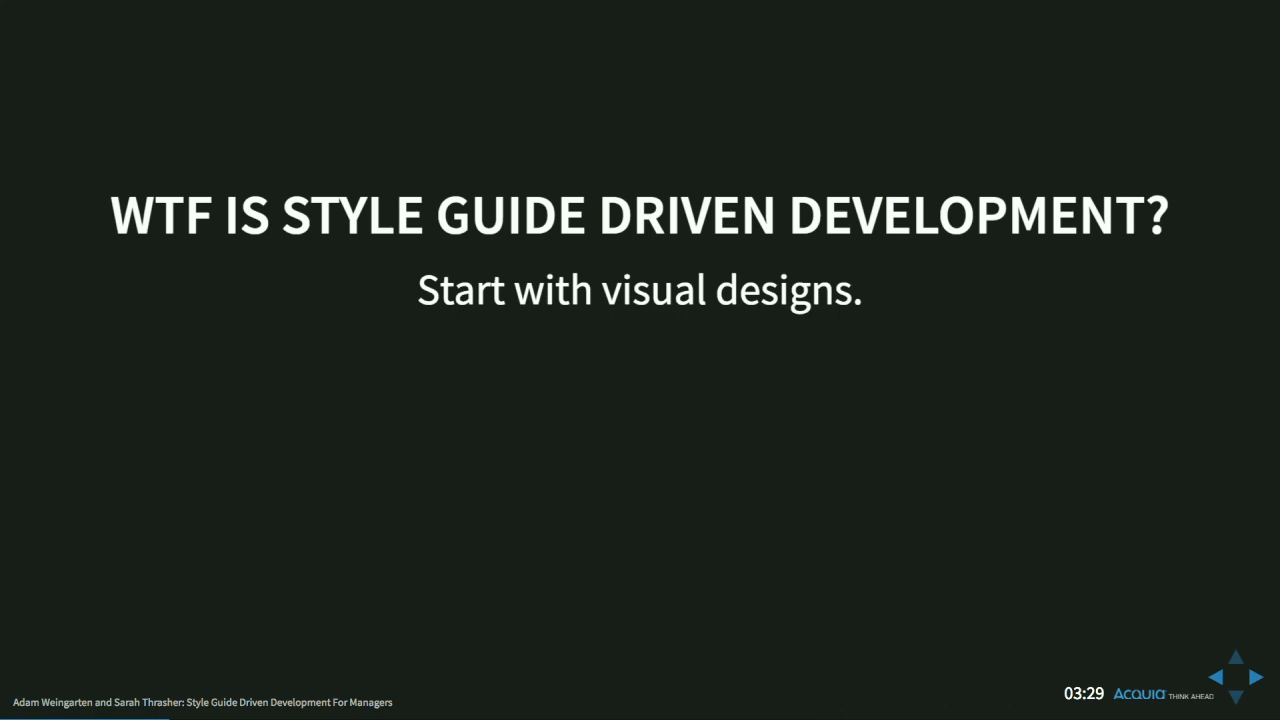 WTF IS STYLE GUIDE DRIVEN DEVELOPMENT?
Start with visual designs.
03:29 Acquia THINK AHEAD
Adam Weingarten and Sarah Thrasher: Style Guide Driven Development For Managers